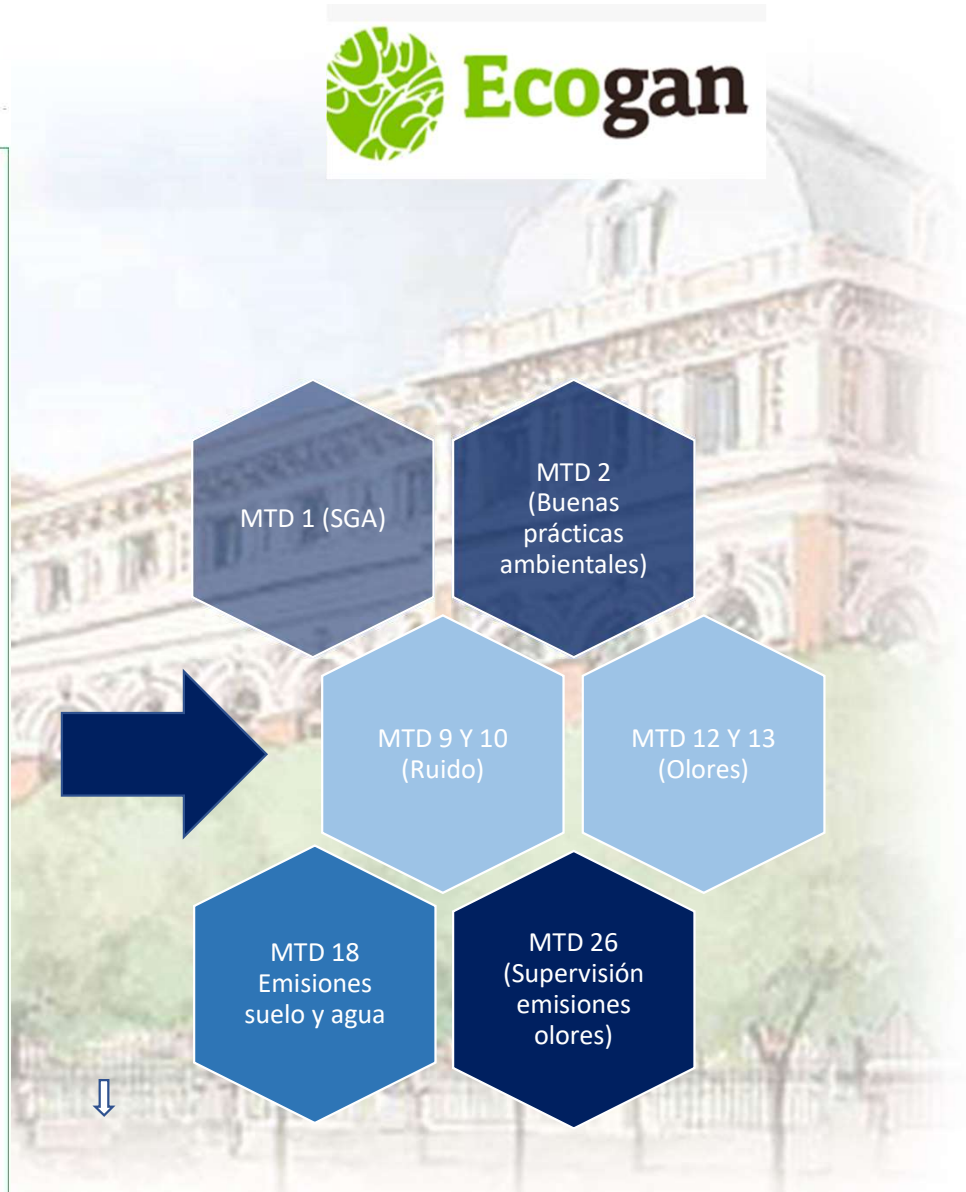 Ecogan
MTD 1 (SGA)
MTD 2
(Buenas
prácticas
ambientales)
MTD 9 Y 10
(Ruido)
MTD 12 Y 13
(Olores)
MTD 18
Emisiones
suelo y agua
MTD 26
(Supervisión
emisiones
olores)